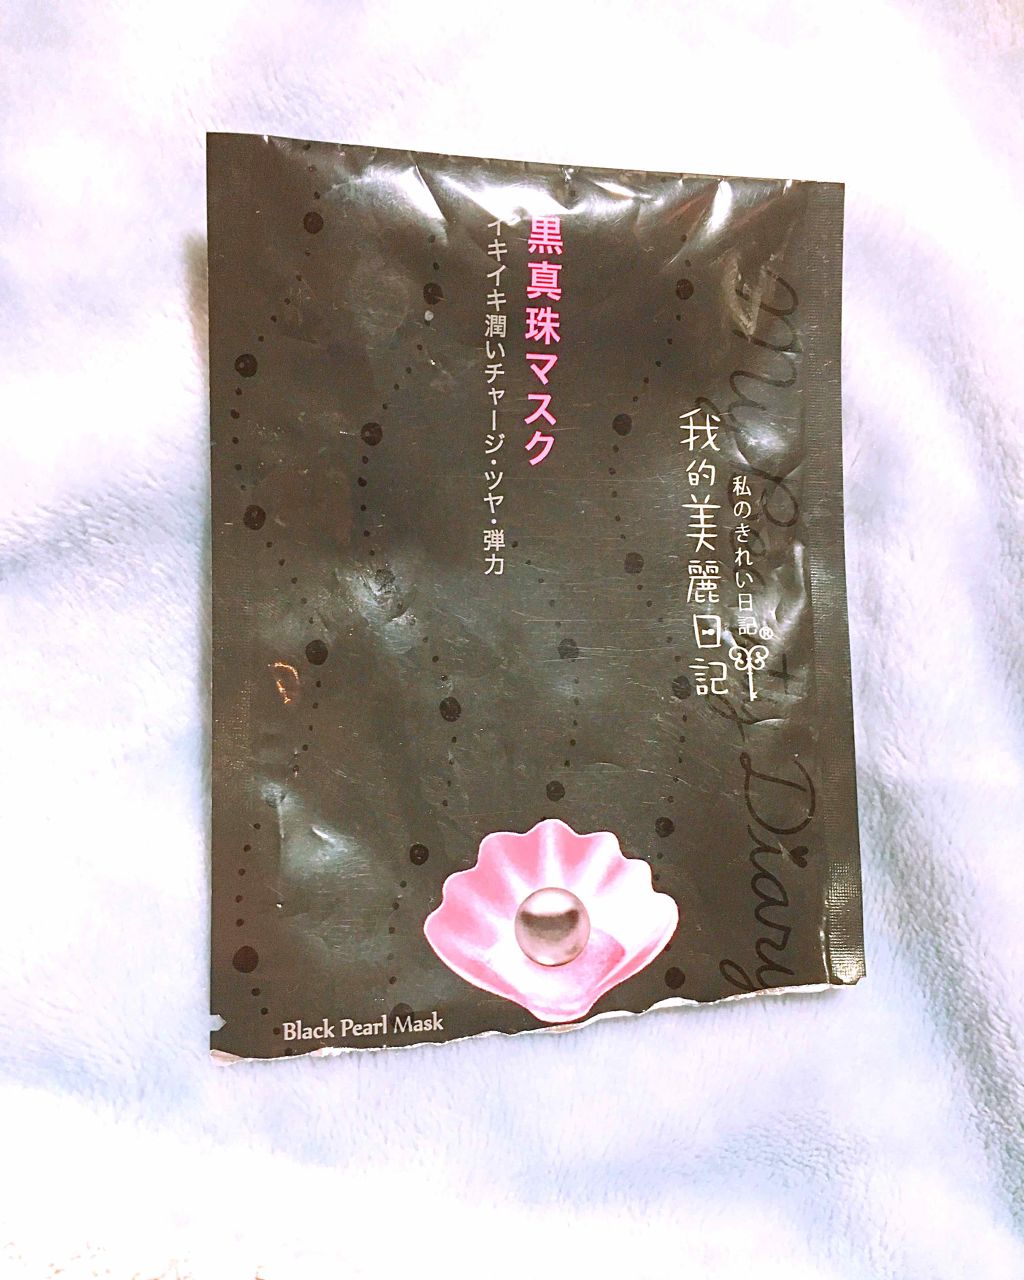 我的美麗日記
私のきれい日記®
黒真珠マスク
イキイキ潤いチャージ・ツヤ・弾力
My Beauty Diary
Black Pearl Mask